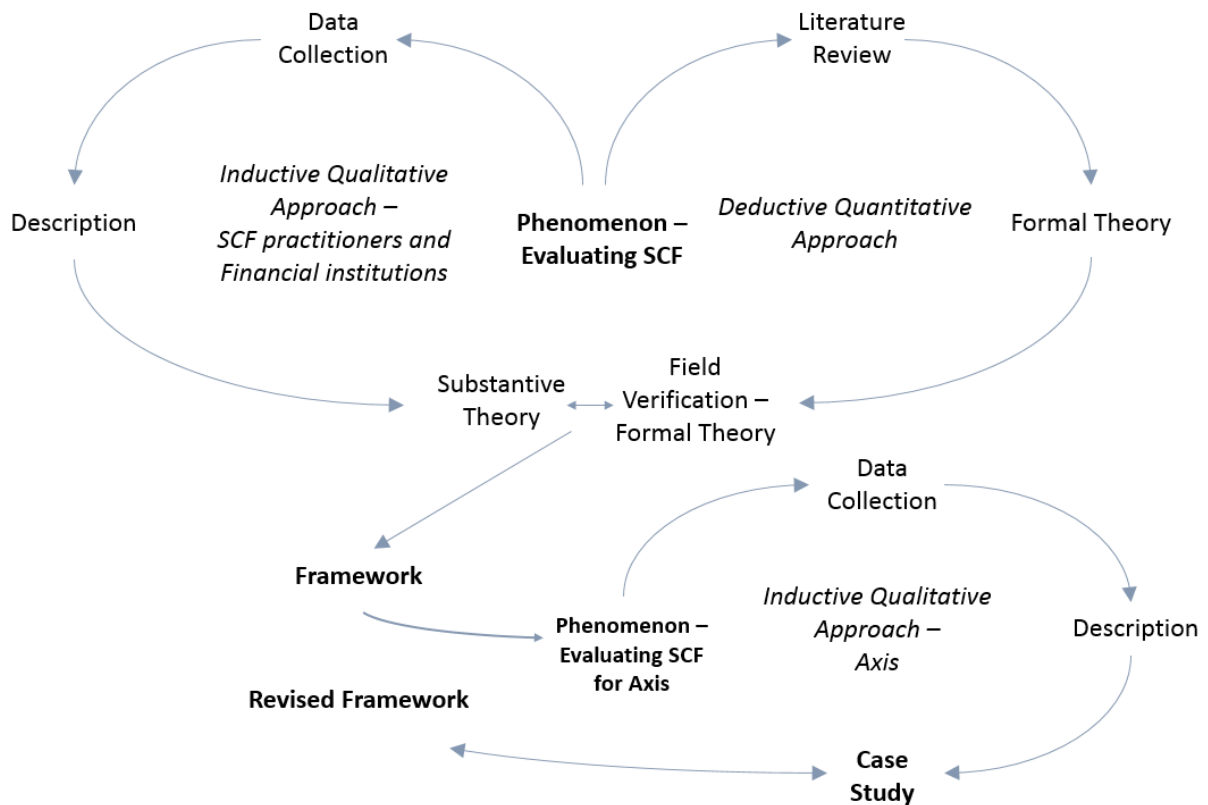 Data
Collection
Literature
Review
Inductive Qualitative
Approach –
SCF practitioners and
Financial institutions
Description
Phenomenon –
Evaluating SCF
Deductive Quantitative
Approach
Formal Theory
Substantive
Theory
Field
Verification –
Formal Theory
Data
Collection
Framework
Phenomenon –
Evaluating SCF
for Axis
Inductive Qualitative
Approach –
Axis
Description
Revised Framework
Case
Study